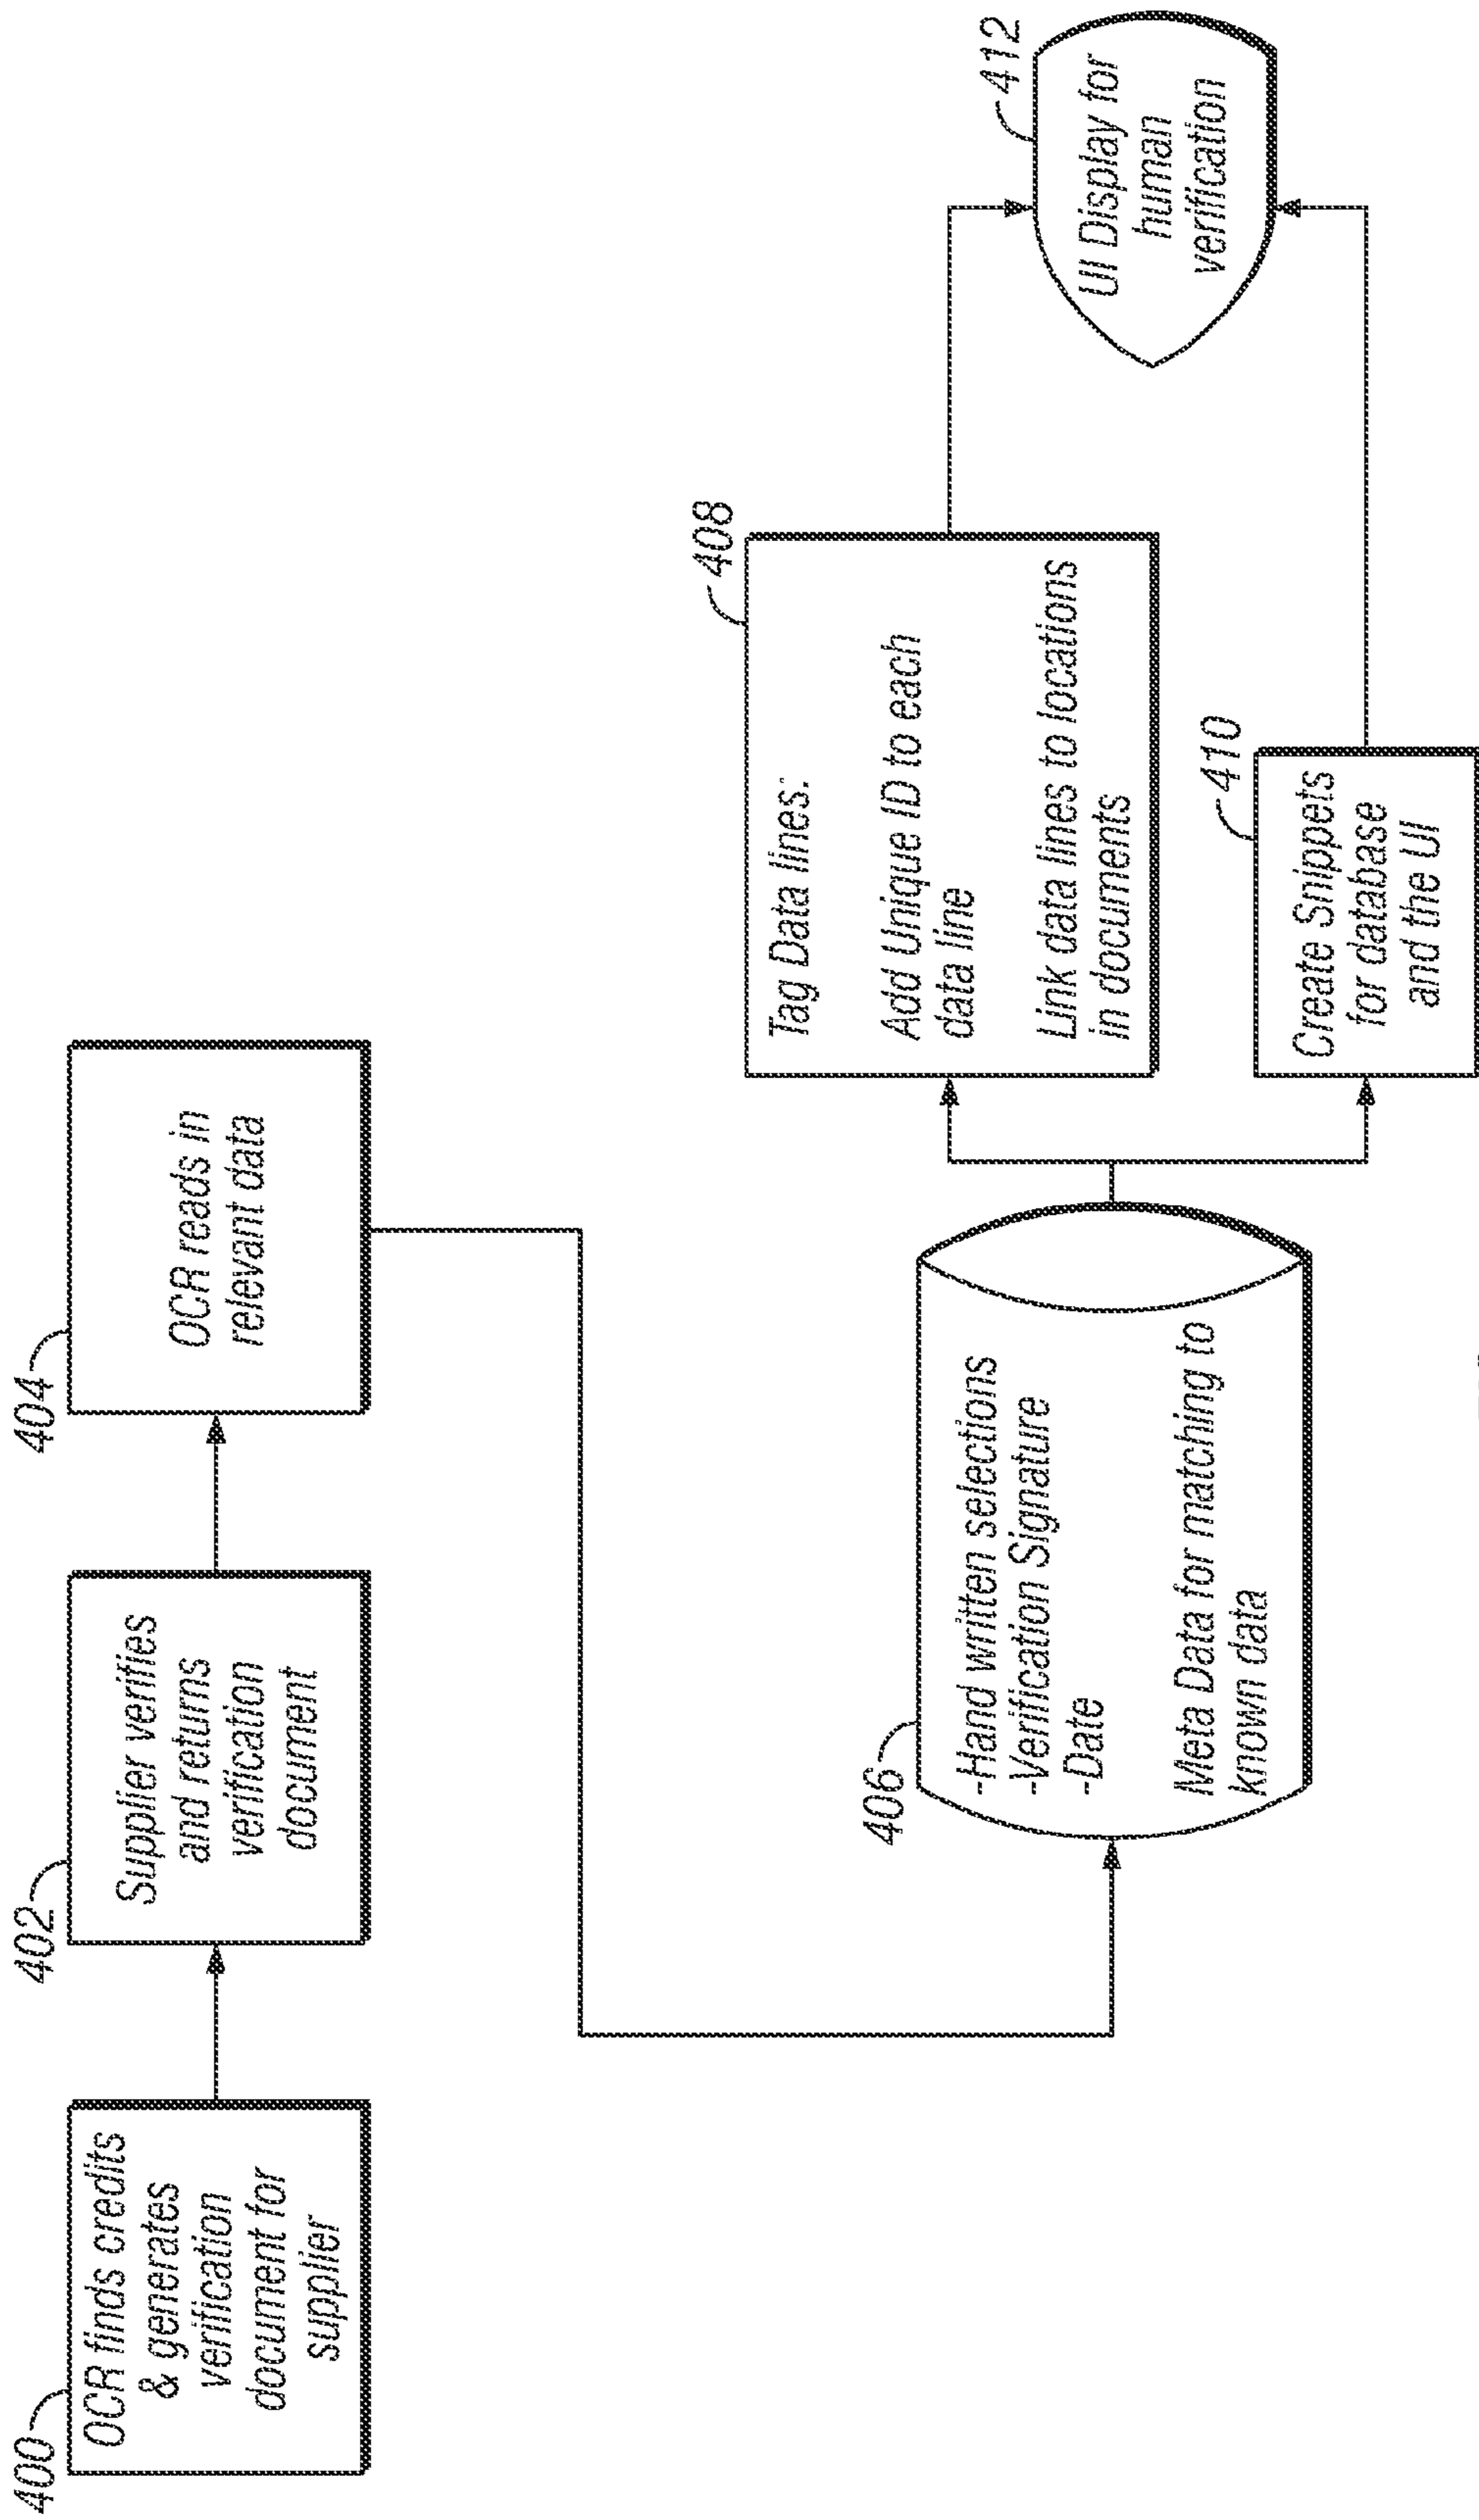 400
OCR finds credits
& generates
verification
document for
supplier
402
Supplier verifies
and returns
verification
document
404
OCR reads in
relevant data
406
-Hand written selections
-Verification Signature
-Date
Meta Data for matching to
known data
408
Tag Data lines:
Add Unique ID to each
data line
Link data lines to locations
in documents
410
Create Snippets
for database
and the UI
412
UI Display for
human
verification